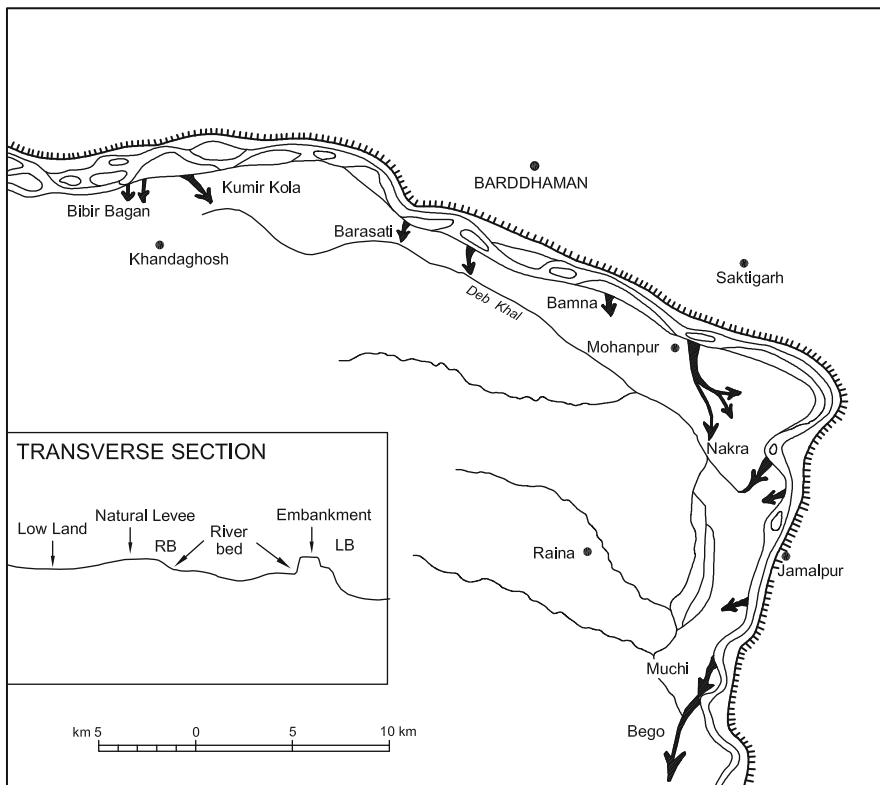 BARDDHAMAN
Kumir Kola
Bibir Bagan
Barasati
Khandaghosh
Saktigarh
Deb Khal
Bamna
Mohanpur
Nakra
TRANSVERSE SECTION
Natural Levee
Embankment
Low Land
RB
River
bed
LB
Raina
Jamalpur
Muchi
Bego
km 5
0
5
10 km